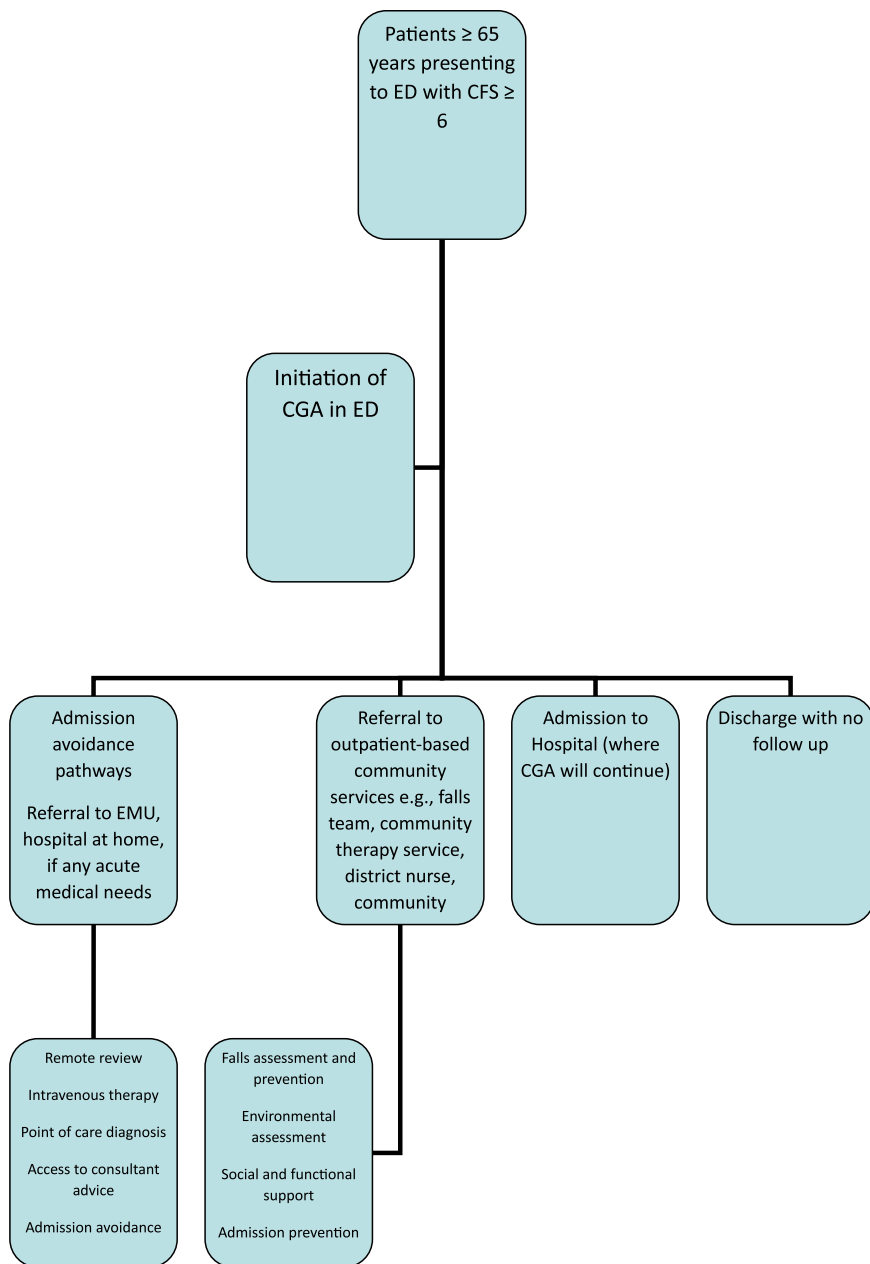 Patients ≥ 65
years presenting
to ED with CFS ≥
6
Initiation of
CGA in ED
Admission
avoidance
pathways
Referral to EMU,
hospital at home,
if any acute
medical needs
Referral to
outpatient-based
community
services e.g., falls
team, community
therapy service,
district nurse,
community
Admission to
Hospital (where
CGA will continue)
Discharge with no
follow up
Remote review
Intravenous therapy
Point of care diagnosis
Access to consultant
advice
Admission avoidance
Falls assessment and
prevention
Environmental
assessment
Social and functional
support
Admission prevention